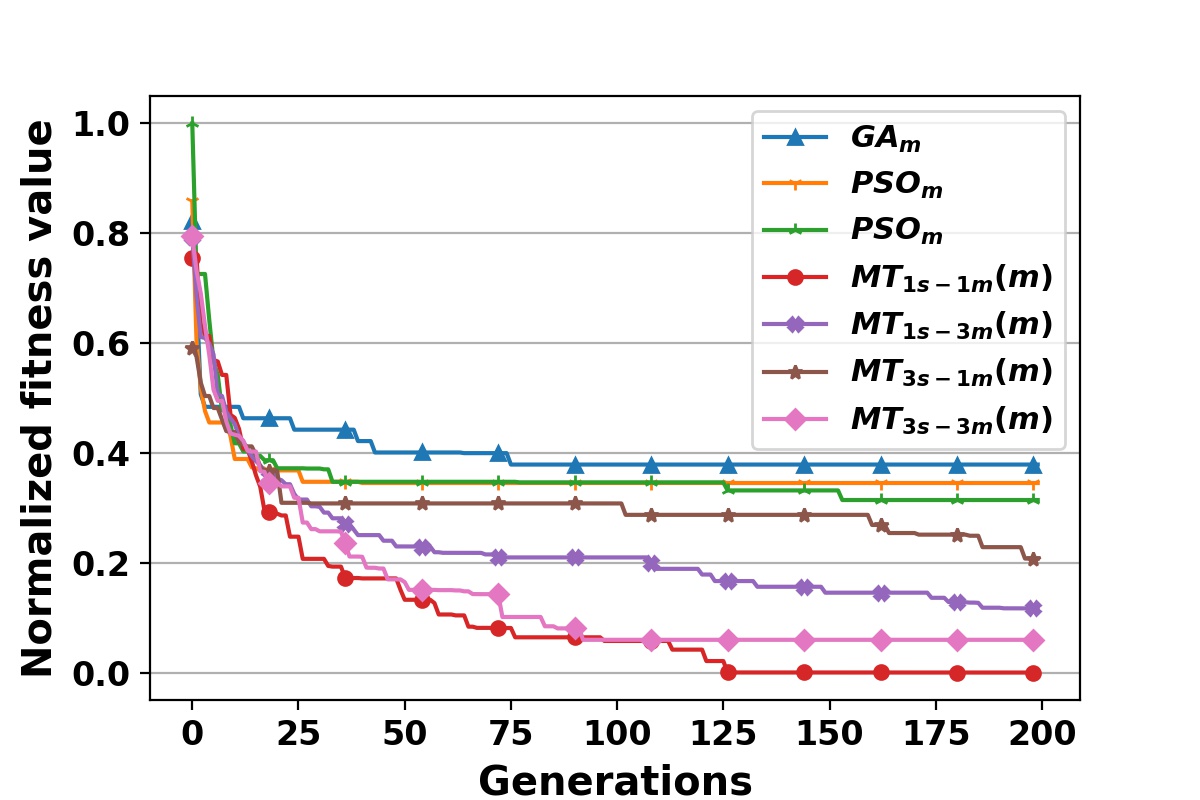 Normalized fitness value
1.0
0.8
0.6
0.4
0.2
0.0
GAm
PSOm
PSOm
MT1s−1m(m)
MT1s−3m(m)
MT3s−1m(m)
MT3s−3m(m)
0 25 50 75 100 125 150 175 200
Generations